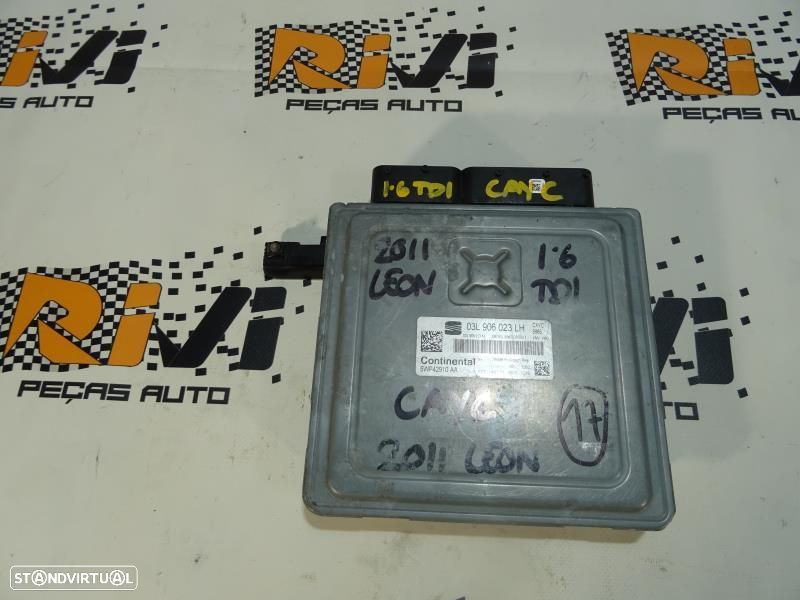 RiVi
PEÇAS AUTO
RiVi
PEÇAS AUTO
RiVi
PEÇAS AUTO
1.6 TDI CAYC
2011 LEON
1.6 TDI
03L 906 023 LH
CAYC
Continental
5WP42910 AA
CAYC
17
2011 LEON
RiVi
PEÇAS AUTO
RiVi
AUTO
STANDVIRTUAL